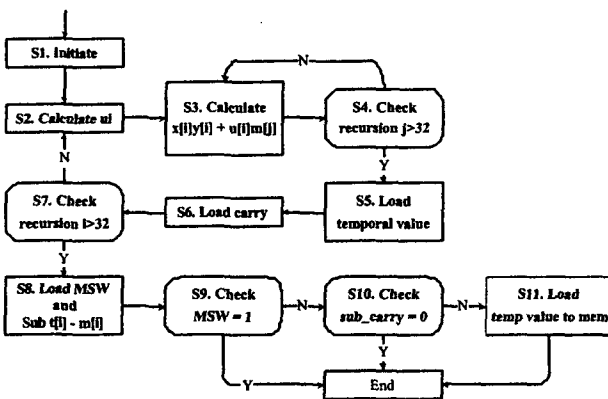 S1. Initiate
N
S2. Calculate ui
S3. Calculate
x[i]y[i] + u[i]m[j]
S4. Check
recursion j>32
N
Y
S7. Check
recursion i>32
S6. Load carry
S5. Load
temporal value
Y
S8. Load MSW
and
Sub t[i] - m[i]
S9. Check
MSW = 1
N
S10. Check
sub_carry = 0
N
S11. Load
temp value to mem
Y
Y
End